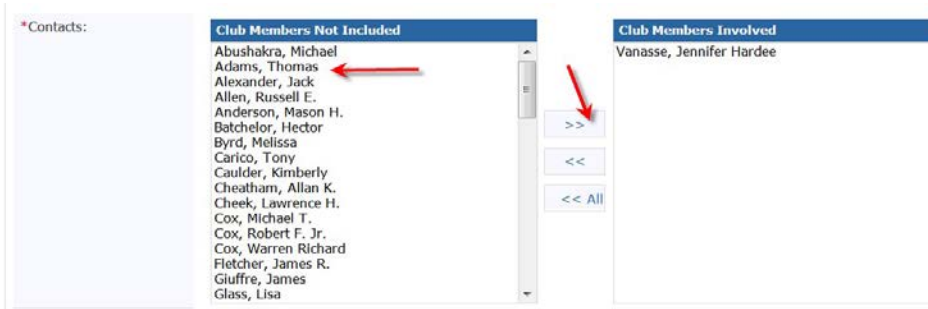 *Contacts:
Club Members Not Included
Abushakra, Michael
Adams, Thomas
Alexander, Jack
Allen, Russell E.
Anderson, Mason H.
Batchelor, Hector
Byrd, Melissa
Carico, Tony
Caulder, Kimberly
Cheatham, Allan K.
Cheek, Lawrence H.
Cox, Michael T.
Cox, Robert F. Jr.
Cox, Warren Richard
Fletcher, James R.
Giuffre, James
Glass, Lisa
>>
<<
<< All
Club Members Involved
Vanasse, Jennifer Hardee